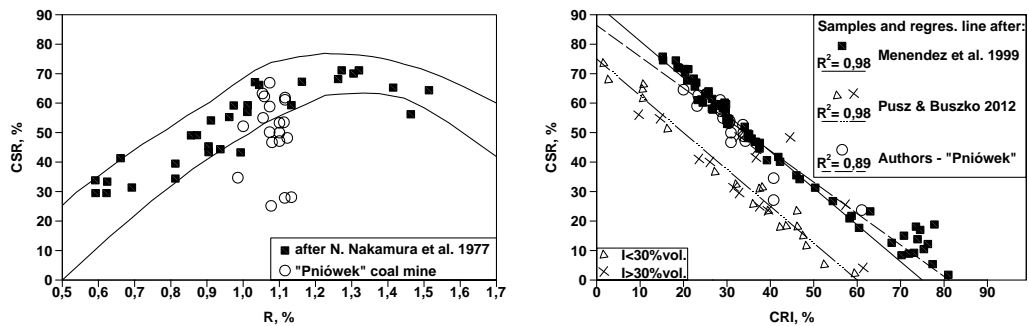 90
80
70
60
50
40
30
20
10
0
CSR, %
0,5 0,6 0,7 0,8 0,9 1,0 1,1 1,2 1,3 1,4 1,5 1,6 1,7
R, %
after N. Nakamura et al. 1977
"Pniówek" coal mine
90
80
70
60
50
40
30
20
10
0
CSR, %
0 10 20 30 40 50 60 70 80 90
CRI, %
Samples and regres. line after:
R²= 0,98 Menendez et al. 1999
R²= 0,98 Pusz & Buszko 2012
R²= 0,89 Authors - "Pniówek"
I<30%vol.
I>30%vol.